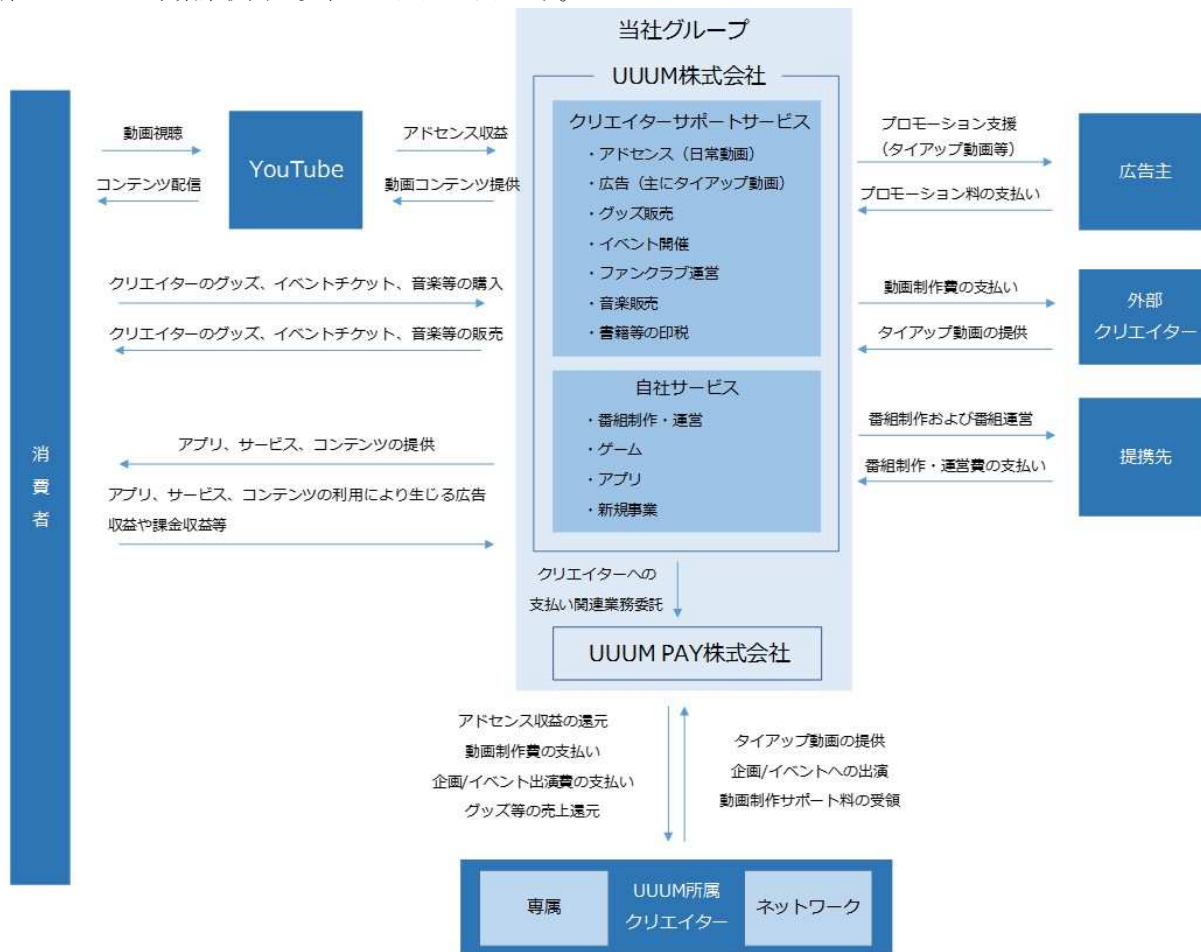 当社グループ
UUUM株式会社
クリエイターサポートサービス
・アドセンス（日常動画）
・広告（主にタイアップ動画）
・グッズ販売
・イベント開催
・ファンクラブ運営
・音楽販売
・書籍等の印税
自社サービス
・番組制作・運営
・ゲーム
・アプリ
・新規事業
消費者
動画視聴
コンテンツ配信
YouTube
アドセンス収益
動画コンテンツ提供
クリエイターのグッズ、イベントチケット、音楽等の購入
クリエイターのグッズ、イベントチケット、音楽等の販売
アプリ、サービス、コンテンツの提供
アプリ、サービス、コンテンツの利用により生じる広告
収益や課金収益等
プロモーション支援
（タイアップ動画等）
プロモーション料の支払い
広告主
動画制作費の支払い
タイアップ動画の提供
外部
クリエイター
番組制作および番組運営
番組制作・運営費の支払い
提携先
クリエイターへの
支払い関連業務委託
UUUM PAY株式会社
アドセンス収益の還元
動画制作費の支払い
企画/イベント出演費の支払い
グッズ等の売上還元
タイアップ動画の提供
企画/イベントへの出演
動画制作サポート料の受領
専属
UUUM所属
クリエイター
ネットワーク